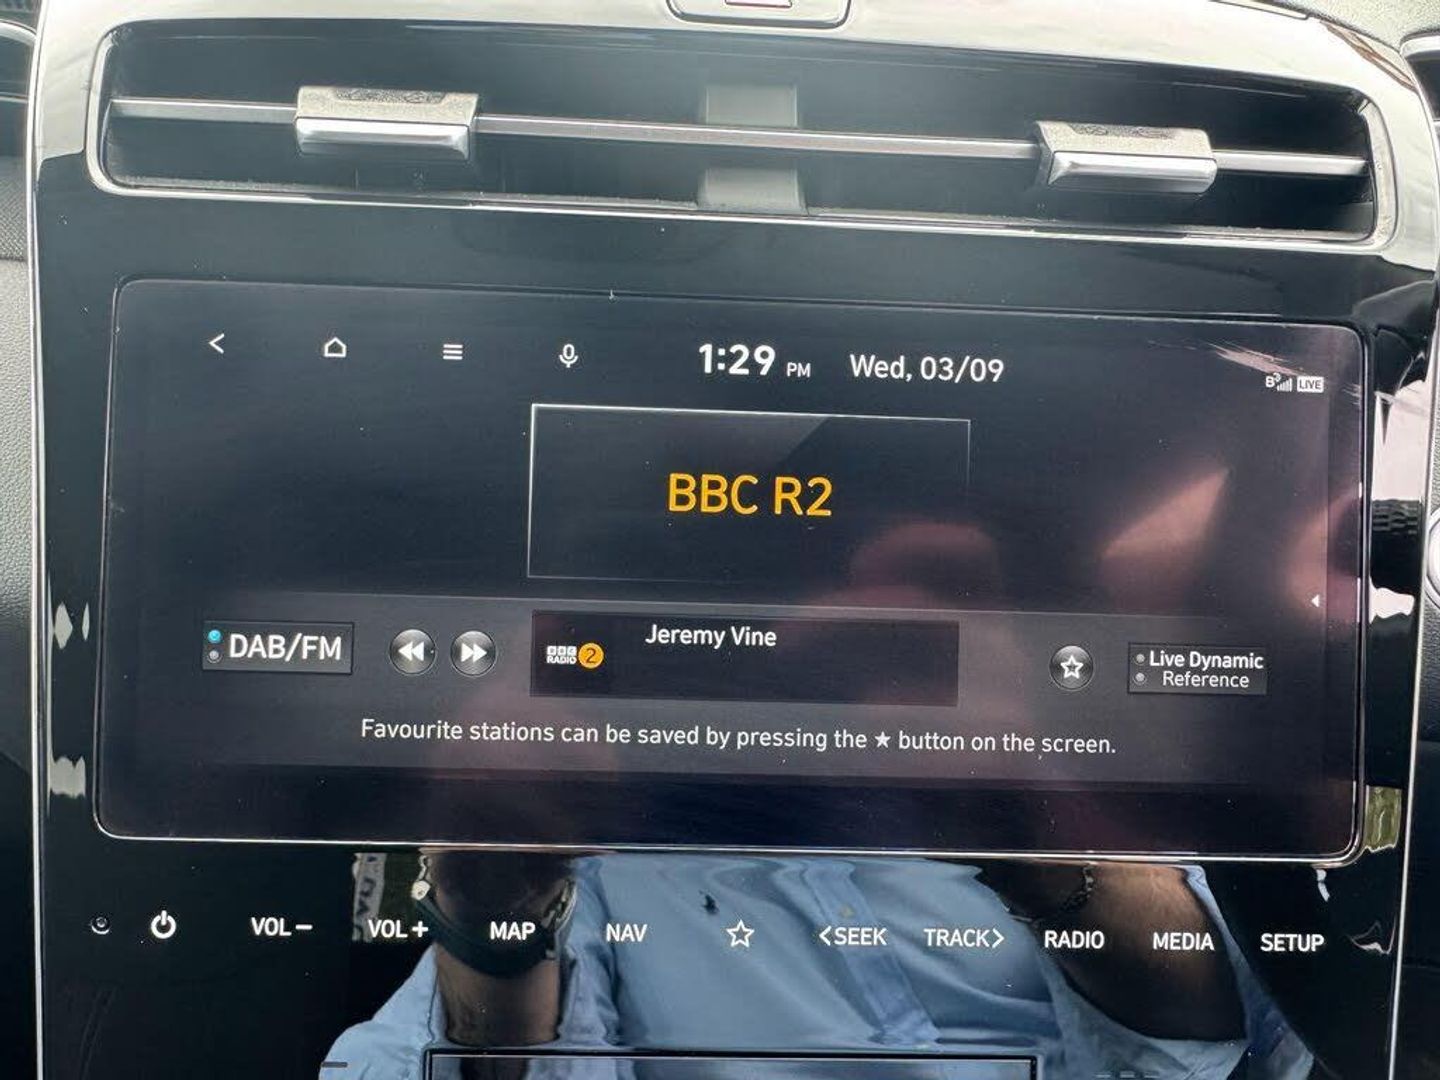 1:29 PM Wed, 03/09
B LIVE
BBC R2
DAB/FM
BBC RADIO 2
Jeremy Vine
Live Dynamic
Reference
Favourite stations can be saved by pressing the ★ button on the screen.
VOL− VOL+ MAP NAV <SEEK TRACK> RADIO MEDIA SETUP